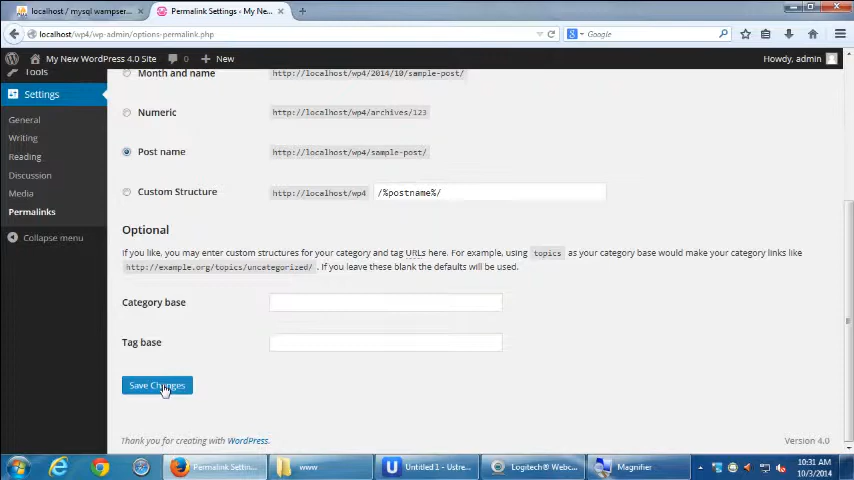 localhost / mysql wampser...
Permalink Settings ‹ My Ne...
localhost/wp4/wp-admin/options-permalink.php
Google
My New WordPress 4.0 Site
0
New
Howdy, admin
Tools
Settings
General
Writing
Reading
Discussion
Media
Permalinks
Collapse menu
Month and name
http://localhost/wp4/2014/10/sample-post/
Numeric
http://localhost/wp4/archives/123
Post name
http://localhost/wp4/sample-post/
Custom Structure
http://localhost/wp4
/%postname%/
Optional
If you like, you may enter custom structures for your category and tag URLs here. For example, using topics as your category base would make your category links like
http://example.org/topics/uncategorized/ . If you leave these blank the defaults will be used.
Category base
Tag base
Save Changes
Thank you for creating with WordPress.
Version 4.0
Permalink Settin...
www
Untitled 1 - Ustre...
Logitech® Webc...
Magnifier
10:31 AM
10/3/2014